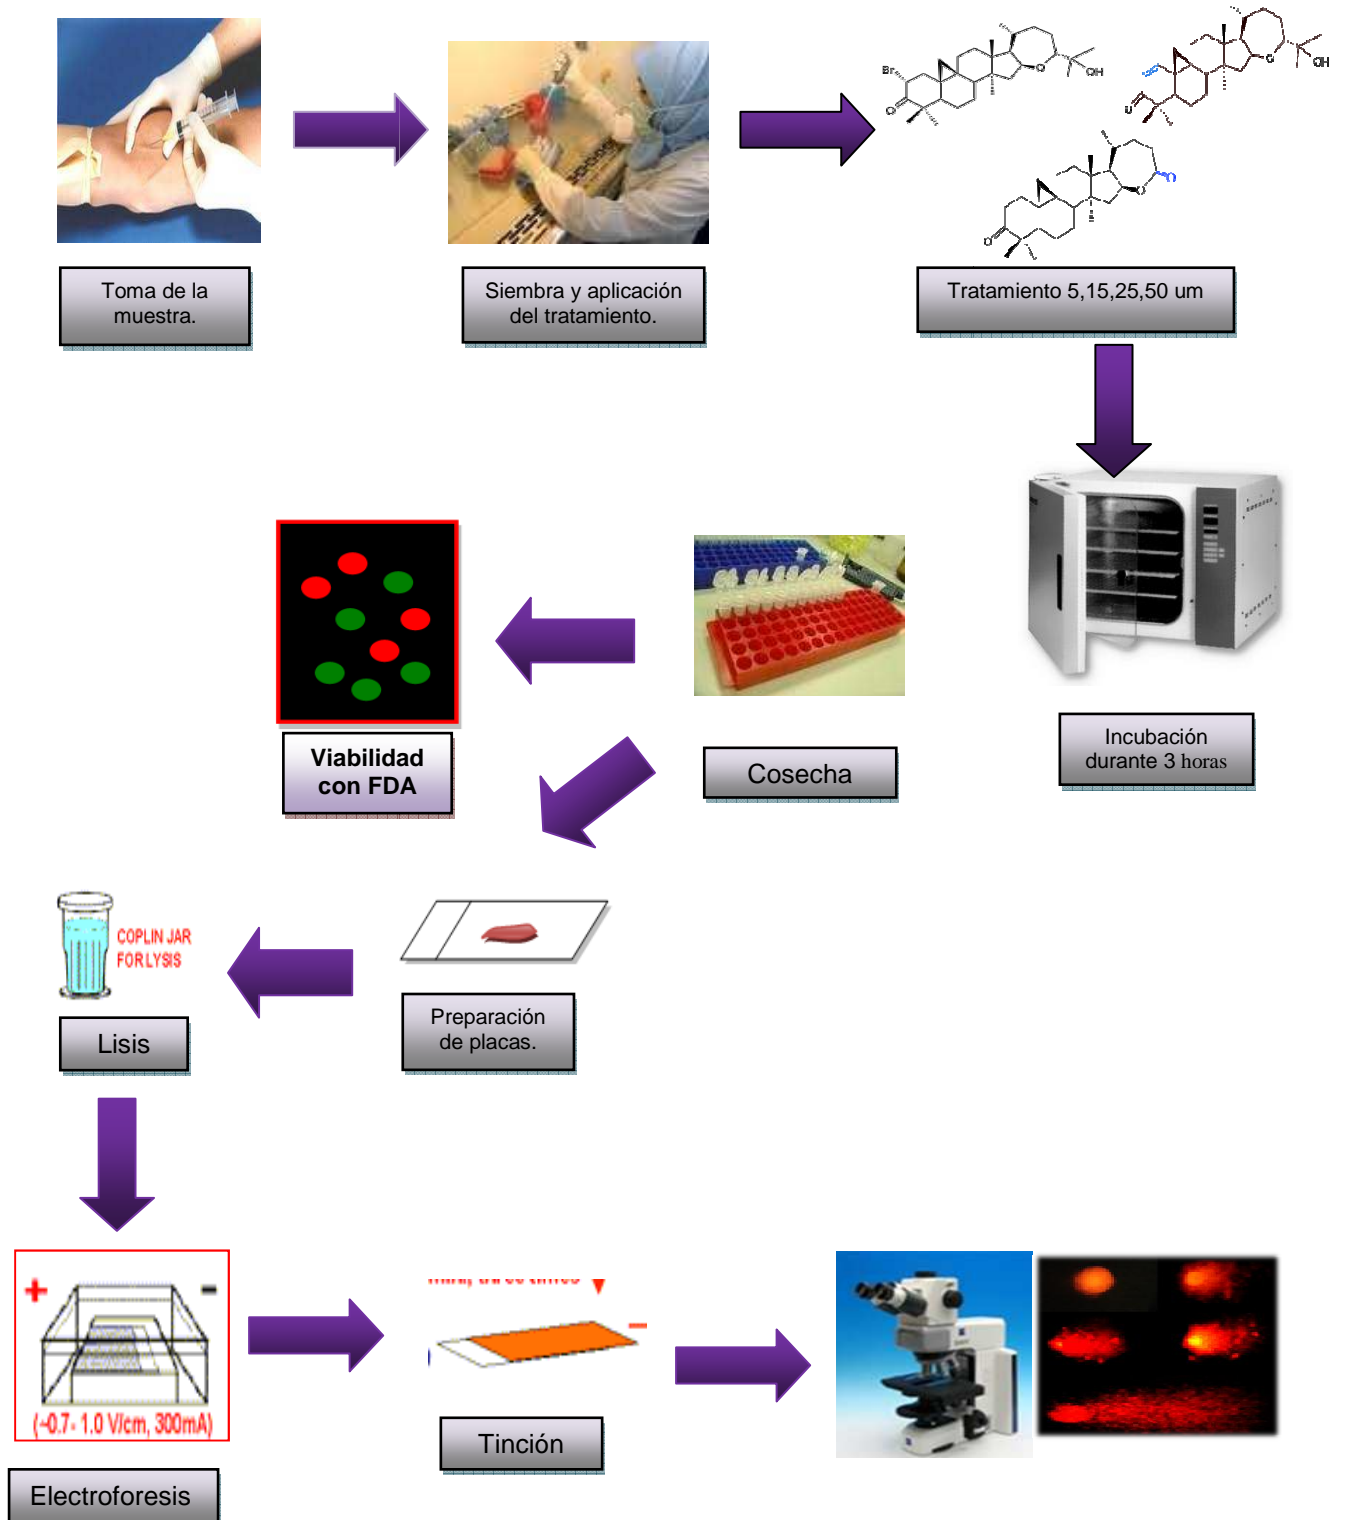 Br
O
O
OH
O
O
OH
O
O
O
Toma de la
muestra.
Siembra y aplicación
del tratamiento.
Tratamiento 5,15,25,50 um
Incubación
durante 3 horas
Cosecha
Viabilidad
con FDA
Preparación
de placas.
COPLIN JAR
FOR LYSIS
Lisis
+ -
(~0.7- 1.0 V/cm, 300mA)
Electroforesis
three times
Tinción